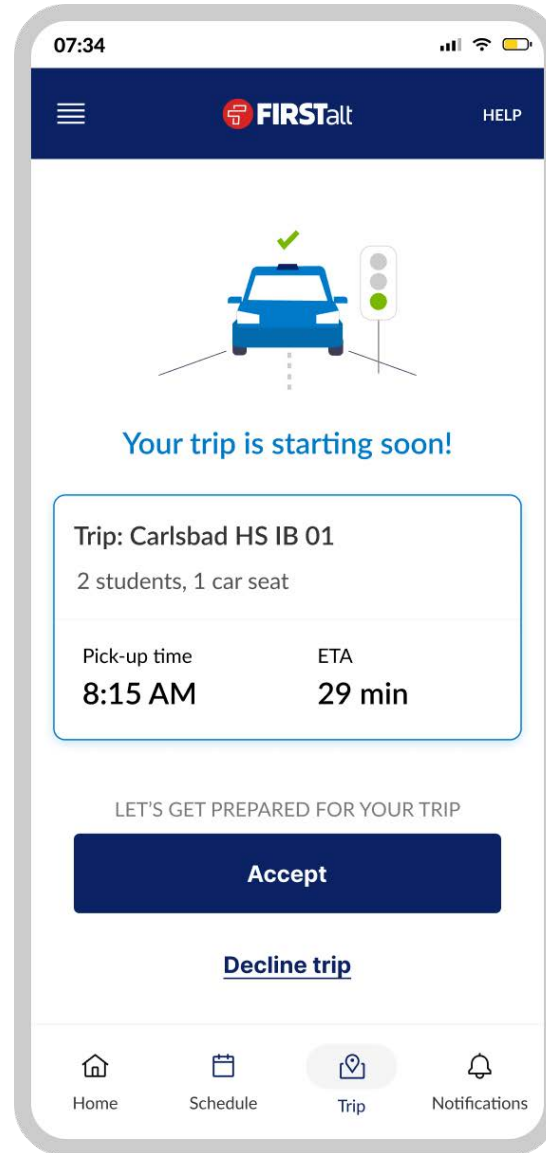 07:34
FIRSTalt
HELP
Your trip is starting soon!
Trip: Carlsbad HS IB 01
2 students, 1 car seat
Pick-up time ETA
8:15 AM 29 min
LET'S GET PREPARED FOR YOUR TRIP
Accept
Decline trip
Home Schedule Trip Notifications